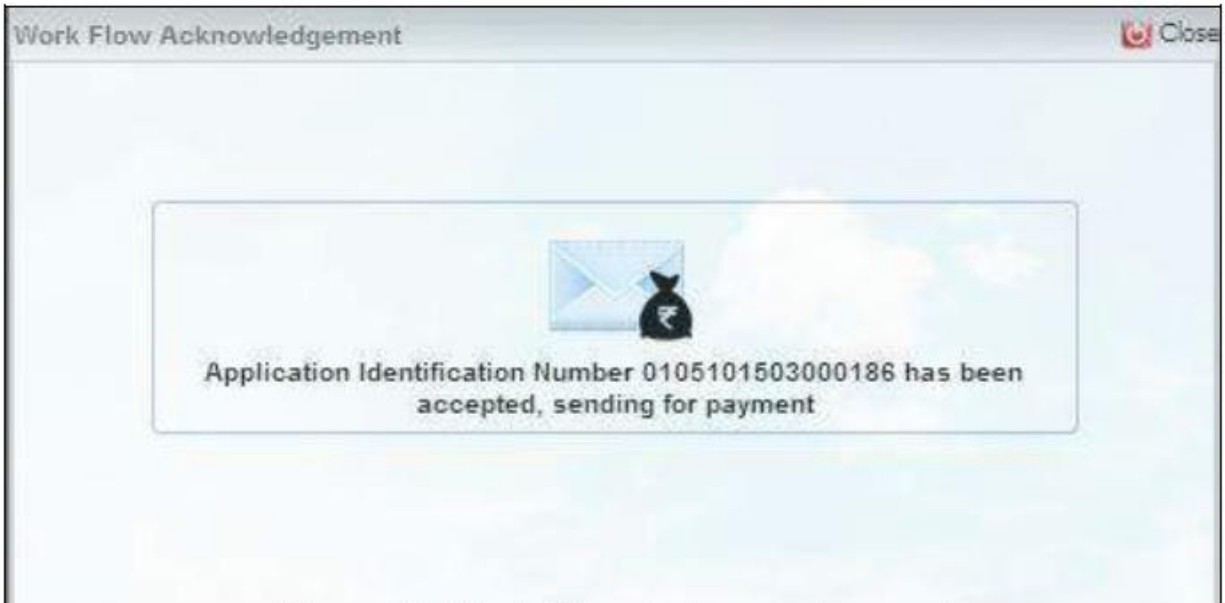 Work Flow Acknowledgement
Close
₹
Application Identification Number 0105101503000186 has been
accepted, sending for payment